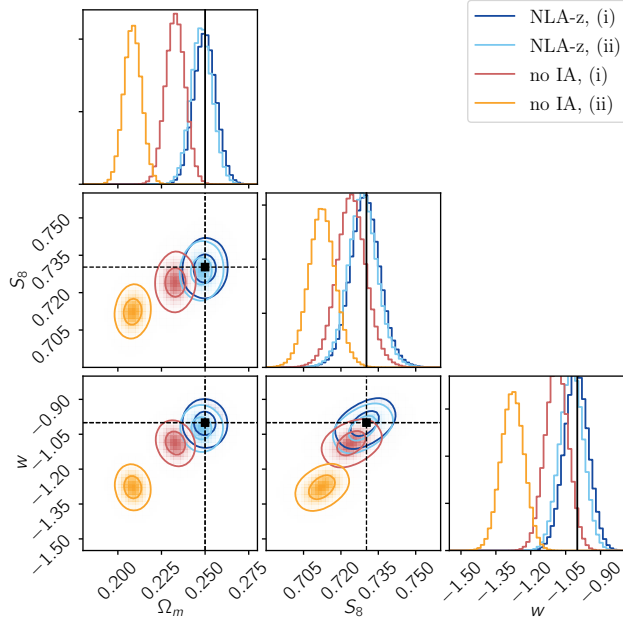 NLA-z, (i)
NLA-z, (ii)
no IA, (i)
no IA, (ii)
0.750
0.735
0.720
0.705
S₈
−0.90
−1.05
−1.20
−1.35
−1.50
w
0.200 0.225 0.250 0.275
Ωₘ
0.705 0.720 0.735 0.750
S₈
−1.50 −1.35 −1.20 −1.05 −0.90
w